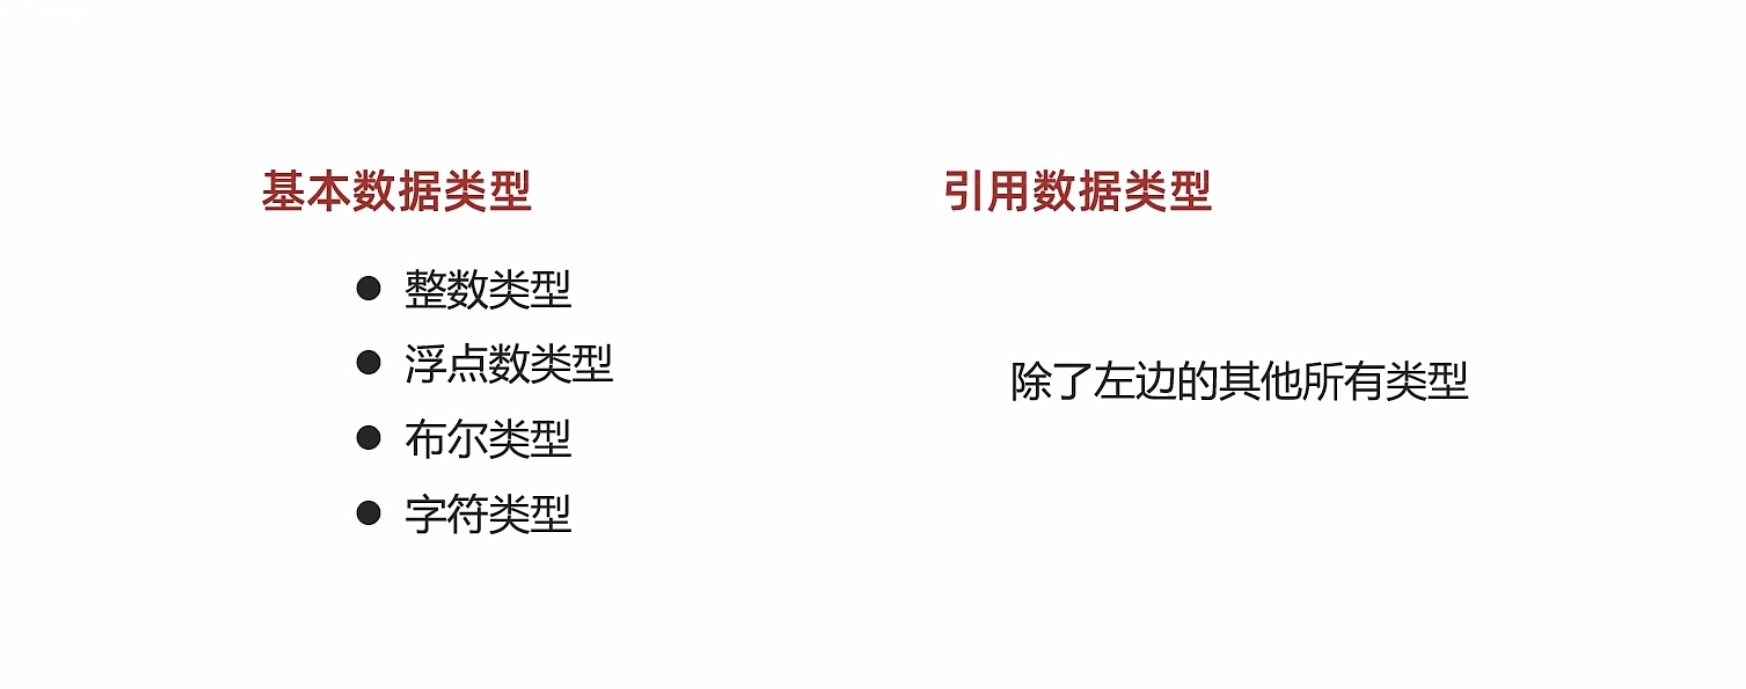 基本数据类型
● 整数类型
● 浮点数类型
● 布尔类型
● 字符类型
引用数据类型
除了左边的其他所有类型